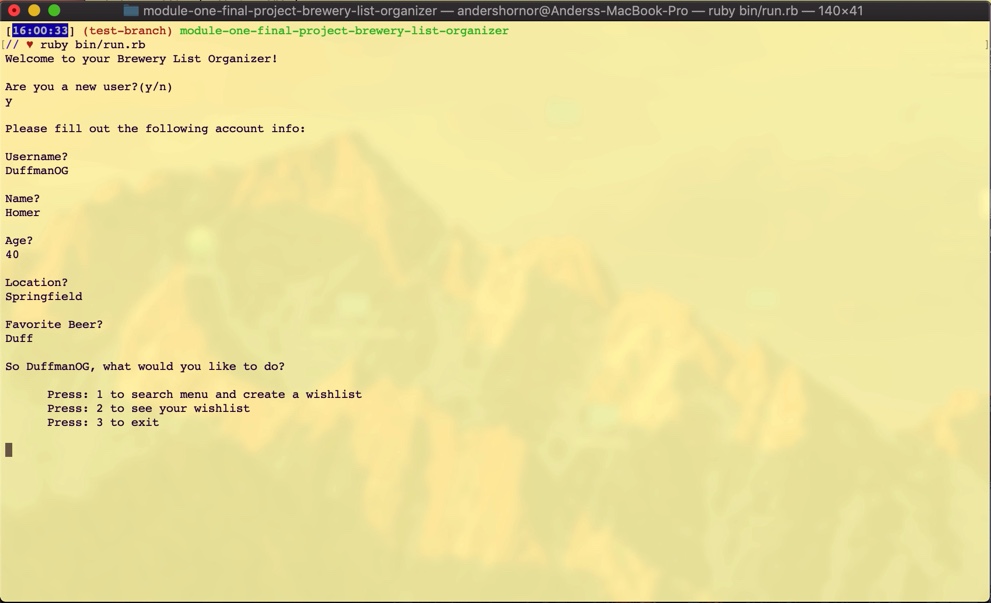 module-one-final-project-brewery-list-organizer — andershornor@Anderss-MacBook-Pro — ruby bin/run.rb — 140×41
[16:00:33] (test-branch) module-one-final-project-brewery-list-organizer
[// ♥ ruby bin/run.rb ]
Welcome to your Brewery List Organizer!
Are you a new user?(y/n)
y
Please fill out the following account info:
Username?
DuffmanOG
Name?
Homer
Age?
40
Location?
Springfield
Favorite Beer?
Duff
So DuffmanOG, what would you like to do?
Press: 1 to search menu and create a wishlist
Press: 2 to see your wishlist
Press: 3 to exit